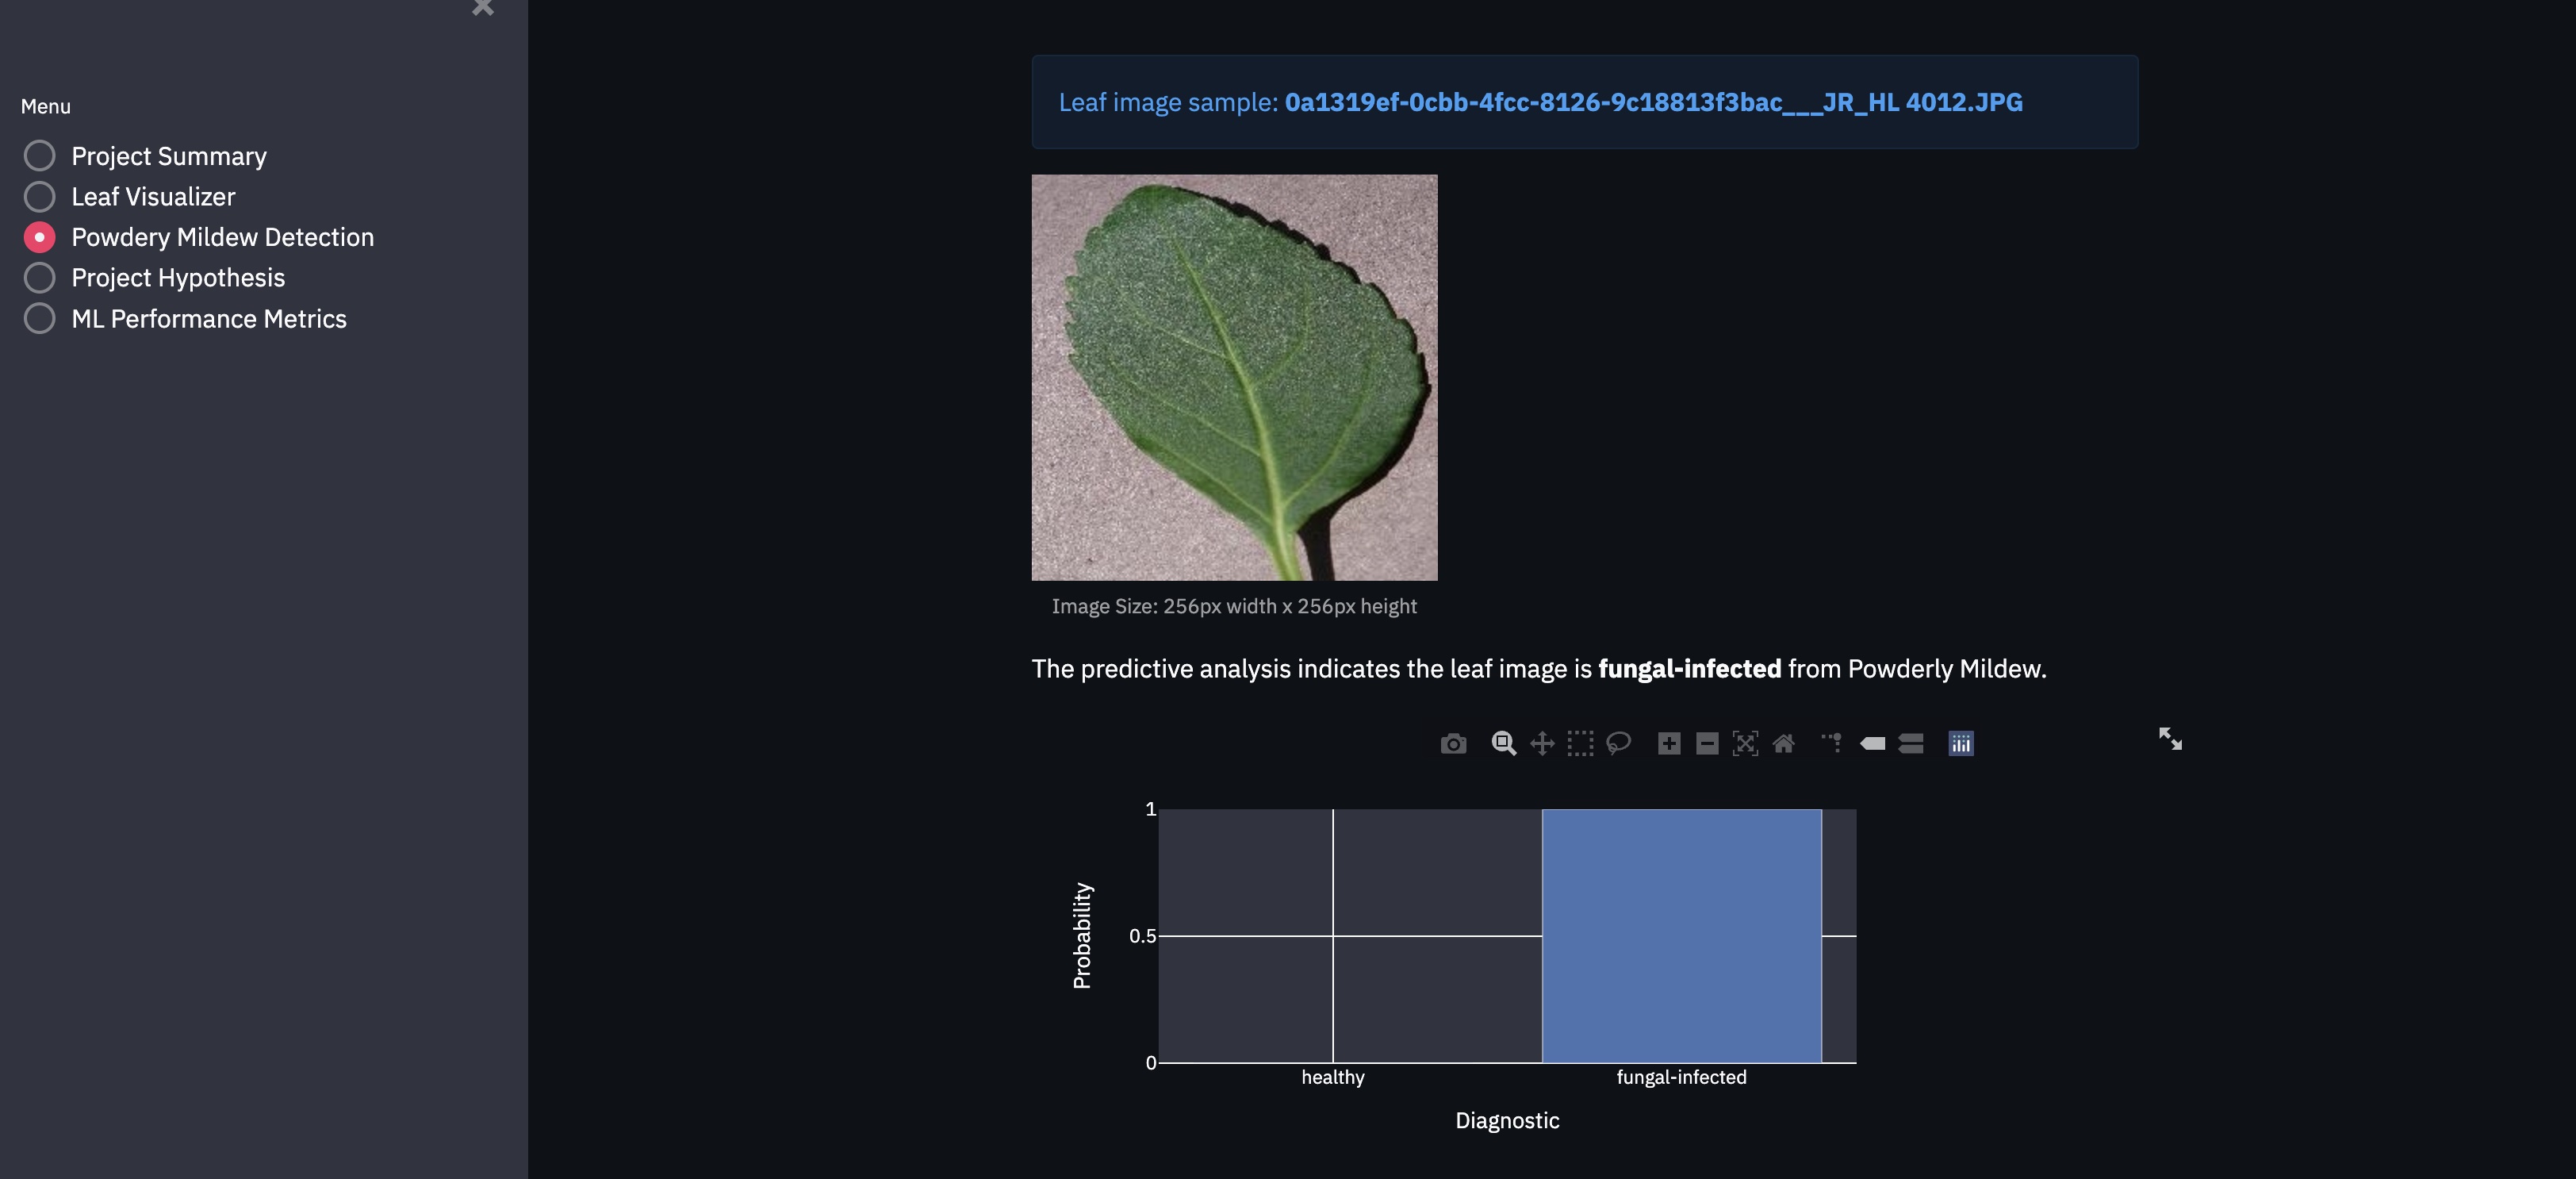 Menu
Project Summary
Leaf Visualizer
Powdery Mildew Detection
Project Hypothesis
ML Performance Metrics
Leaf image sample: 0a1319ef-0cbb-4fcc-8126-9c18813f3bac___JR_HL 4012.JPG
Image Size: 256px width x 256px height
The predictive analysis indicates the leaf image is fungal-infected from Powderly Mildew.
1
0.5
0
Probability
healthy
fungal-infected
Diagnostic